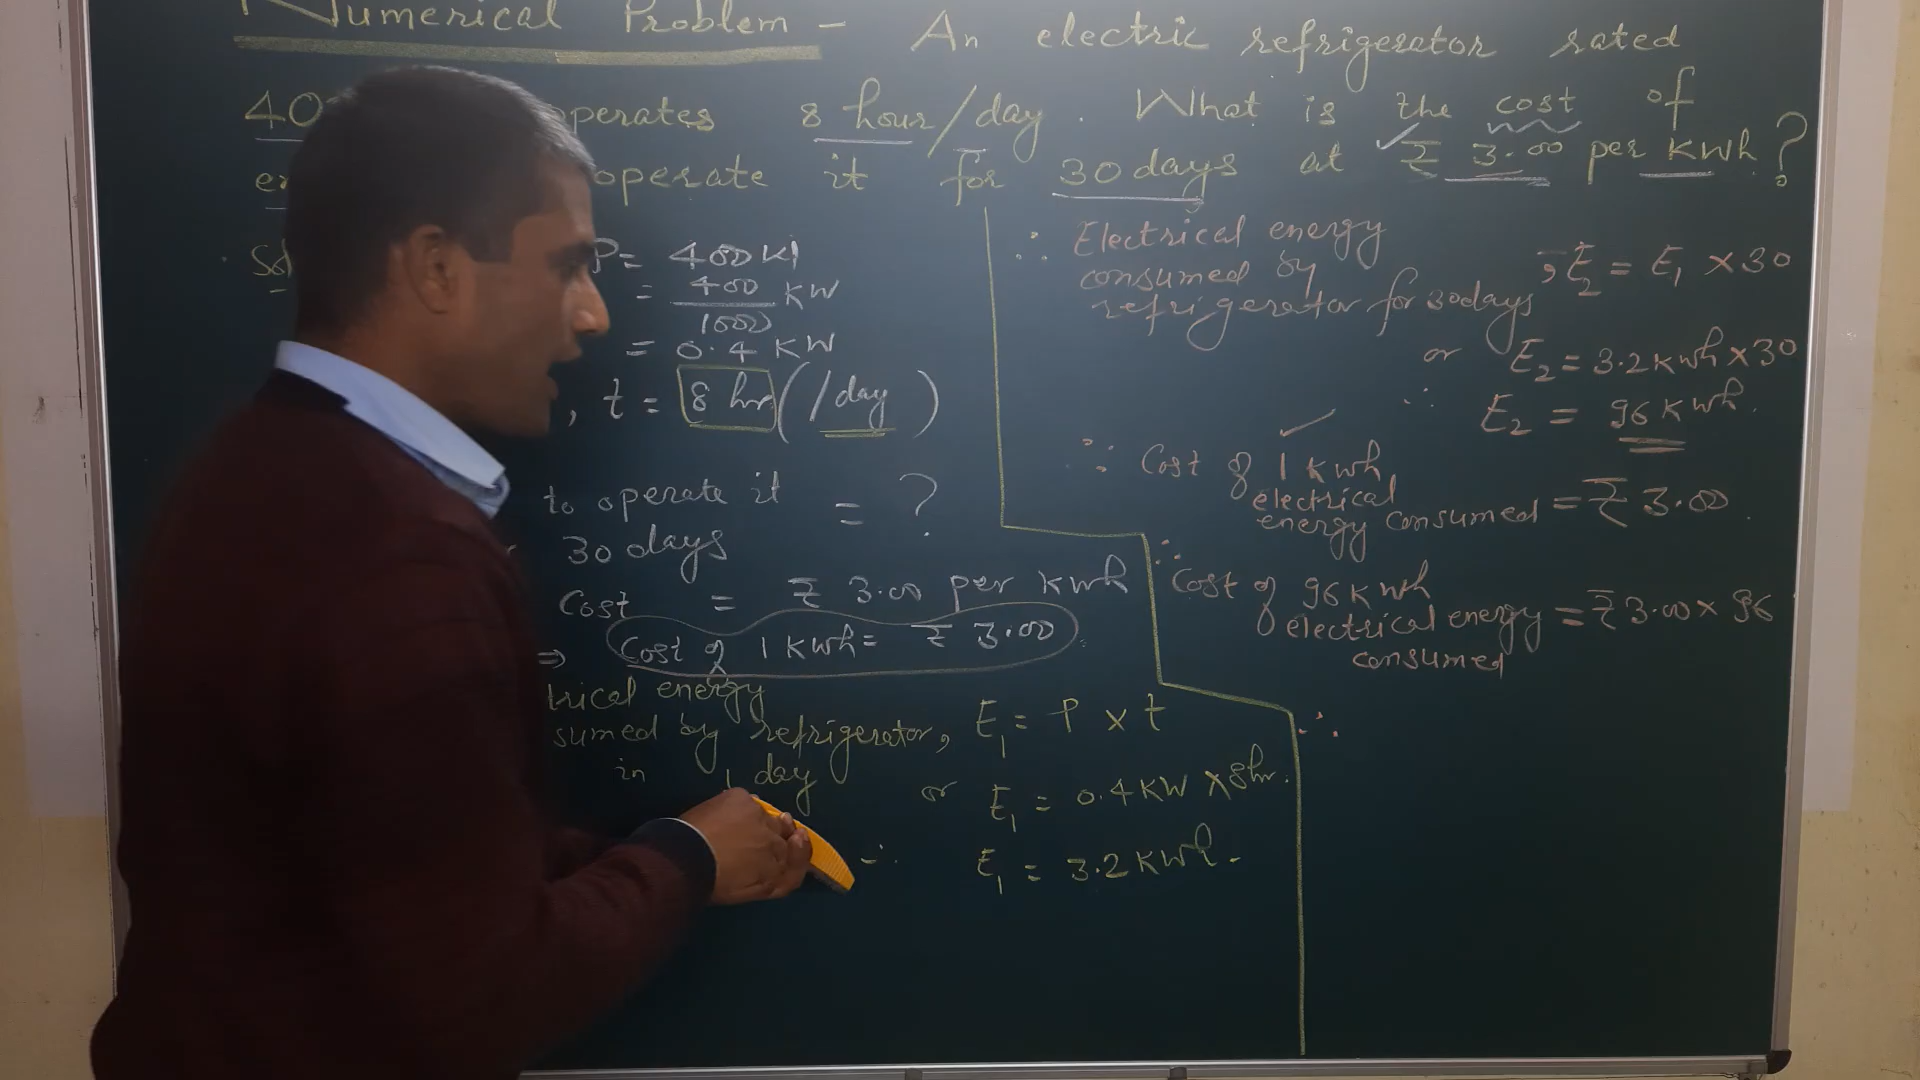 Numerical Problem - An electric refrigerator rated
40 operates 8 hour/day. What is the cost of
operate it for 30 days at ₹ 3.00 per kWh?
P = 400 W
= 400/1000 kW
= 0.4 KW
, t = 8 hr (/day)
to operate it = ?
30 days
Cost = ₹ 3.00 per kWh
⇒ Cost of 1 kWh = ₹ 3.00
trical energy
sumed by refrigerator, E₁ = P × t
in 1 day
or E₁ = 0.4 KW × 8hr.
∴ E₁ = 3.2 kWh.
∴ Electrical energy
consumed by
refrigerator for 30days , E₂ = E₁ × 30
or E₂ = 3.2 kWh × 30
∴ E₂ = 96 kWh.
∵ Cost of 1 kWh
electrical
energy consumed = ₹ 3.00
∴ Cost of 96 kWh
electrical energy = ₹ 3.00 × 96
consumed
∴